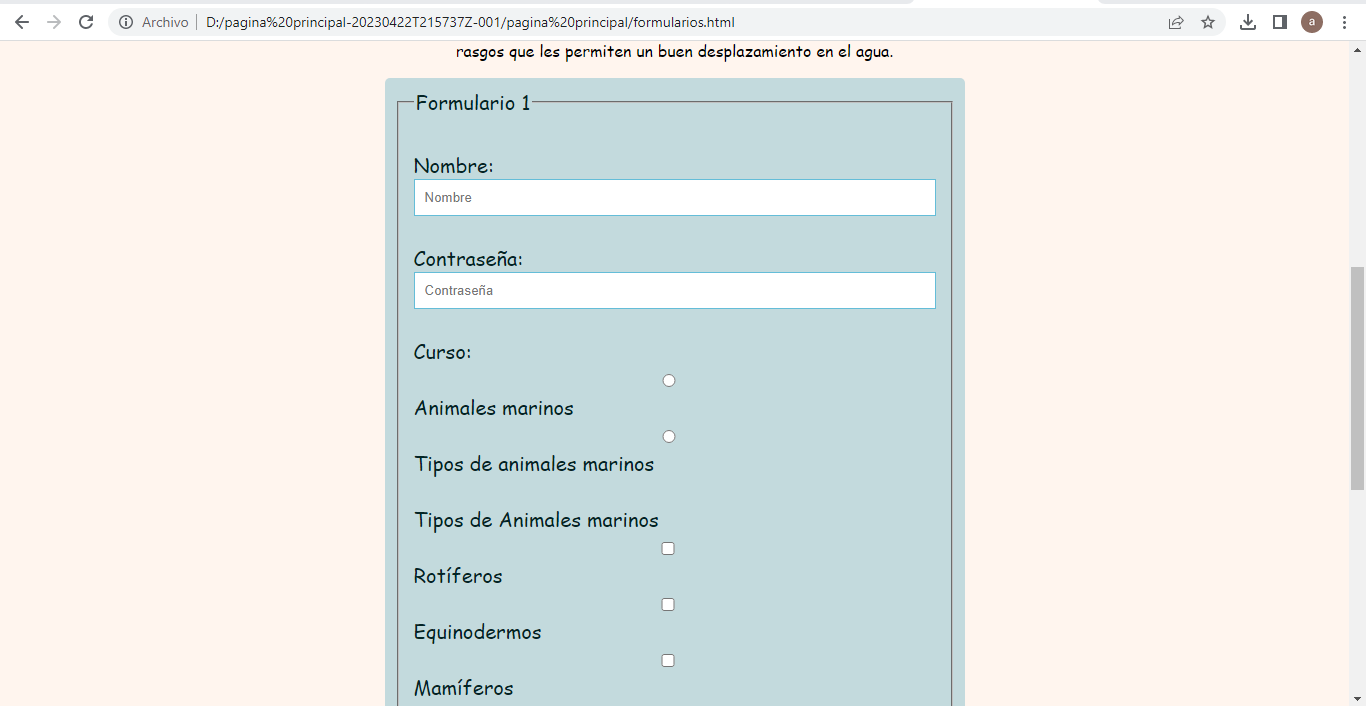 Archivo D:/pagina%20principal-20230422T215737Z-001/pagina%20principal/formularios.html
a
rasgos que les permiten un buen desplazamiento en el agua.
Formulario 1
Nombre:
Nombre
Contraseña:
Contraseña
Curso:
Animales marinos
Tipos de animales marinos
Tipos de Animales marinos
Rotíferos
Equinodermos
Mamíferos